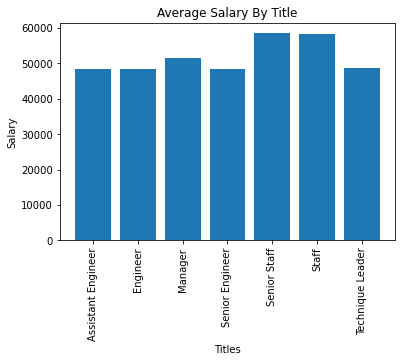 Average Salary By Title
60000
50000
40000
30000
20000
10000
0
Salary
Assistant Engineer
Engineer
Manager
Senior Engineer
Senior Staff
Staff
Technique Leader
Titles